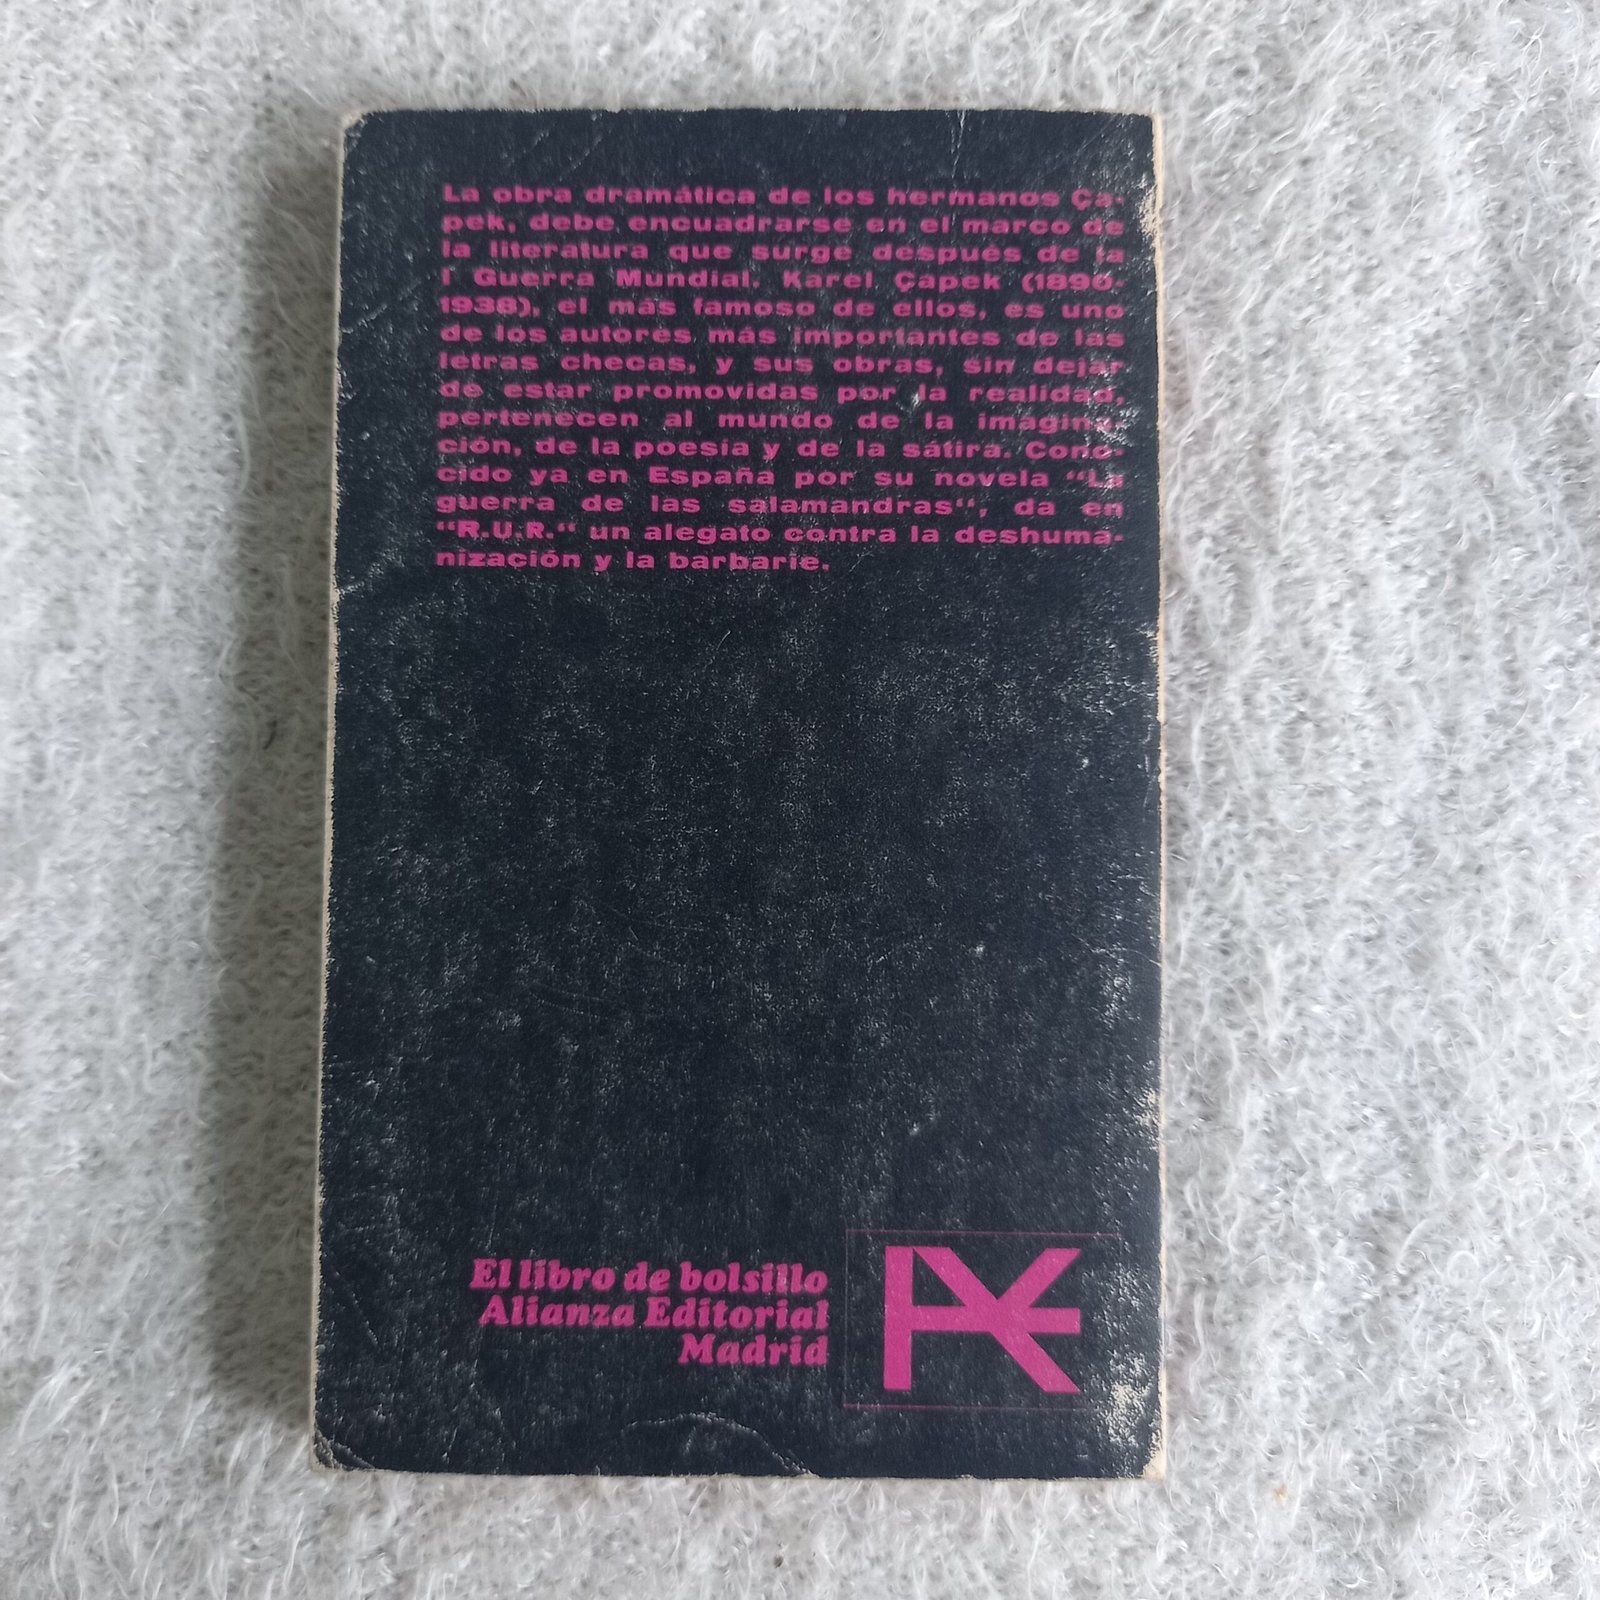 La obra dramática de los hermanos Ça-
pek, debe encuadrarse en el marco de
la literatura que surge después de la
I Guerra Mundial. Karel Çapek (1890-
1938), el más famoso de ellos, es uno
de los autores más importantes de las
letras checas, y sus obras, sin dejar
de estar promovidas por la realidad,
pertenecen al mundo de la imagina-
ción, de la poesía y de la sátira. Cono-
cido ya en España por su novela "La
guerra de las salamandras", da en
"R.U.R." un alegato contra la deshuma-
nización y la barbarie.
El libro de bolsillo
Alianza Editorial
Madrid